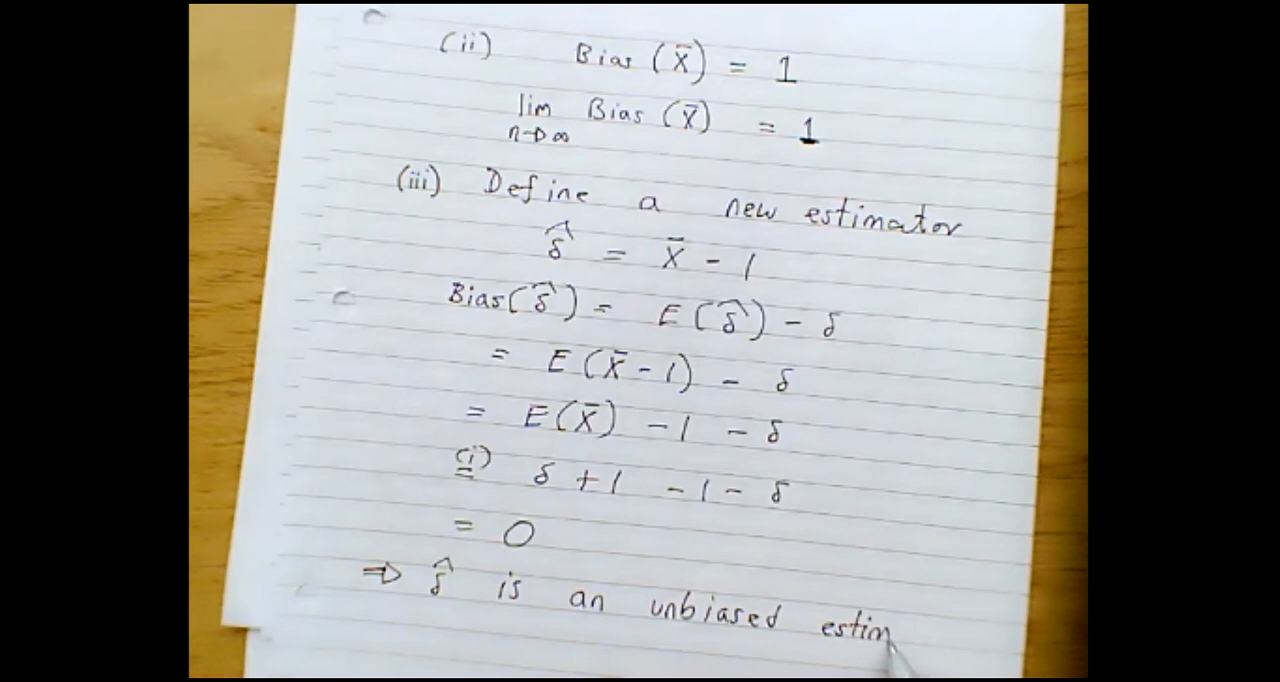 (ii) Bias (X̄) = 1
lim Bias (X̄) = 1
n→∞
(iii) Define a new estimator
δ̂ = X̄ - 1
Bias(δ̂) = E(δ̂) - δ
= E(X̄ - 1) - δ
= E(X̄) - 1 - δ
(i)
= δ + 1 - 1 - δ
= 0
⇒ δ̂ is an unbiased estim